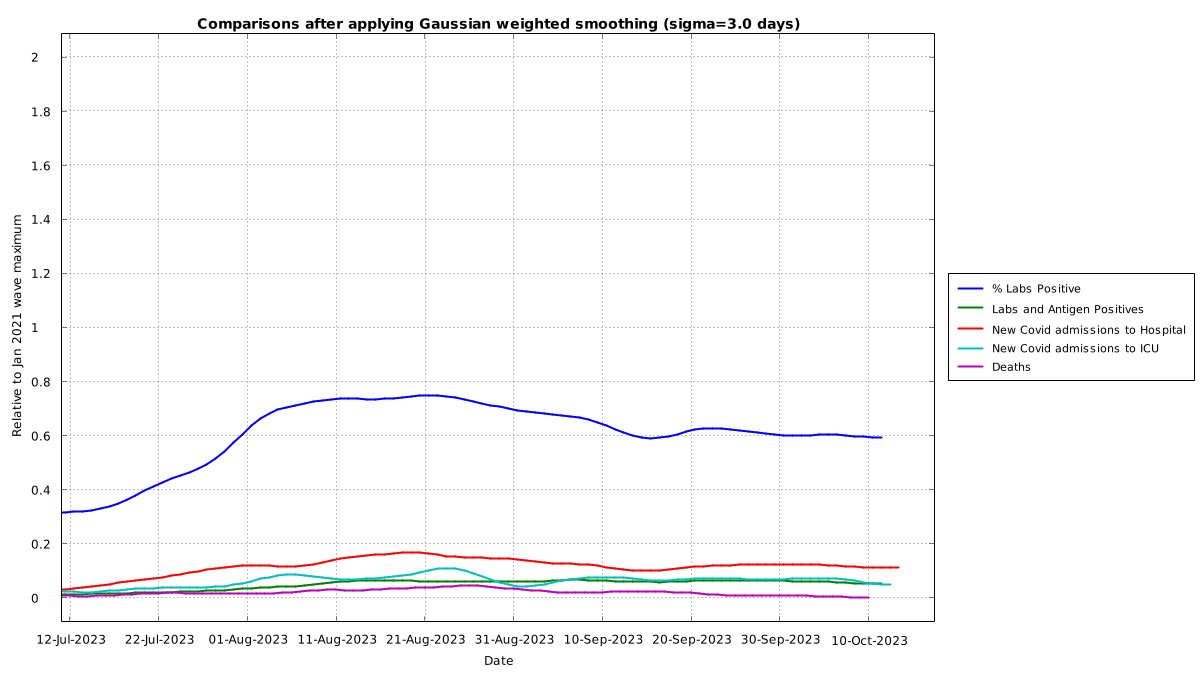 Comparisons after applying Gaussian weighted smoothing (sigma=3.0 days)
2
1.8
1.6
1.4
1.2
1
0.8
0.6
0.4
0.2
0
Relative to Jan 2021 wave maximum
12-Jul-2023 22-Jul-2023 01-Aug-2023 11-Aug-2023 21-Aug-2023 31-Aug-2023 10-Sep-2023 20-Sep-2023 30-Sep-2023 10-Oct-2023
Date
% Labs Positive
Labs and Antigen Positives
New Covid admissions to Hospital
New Covid admissions to ICU
Deaths